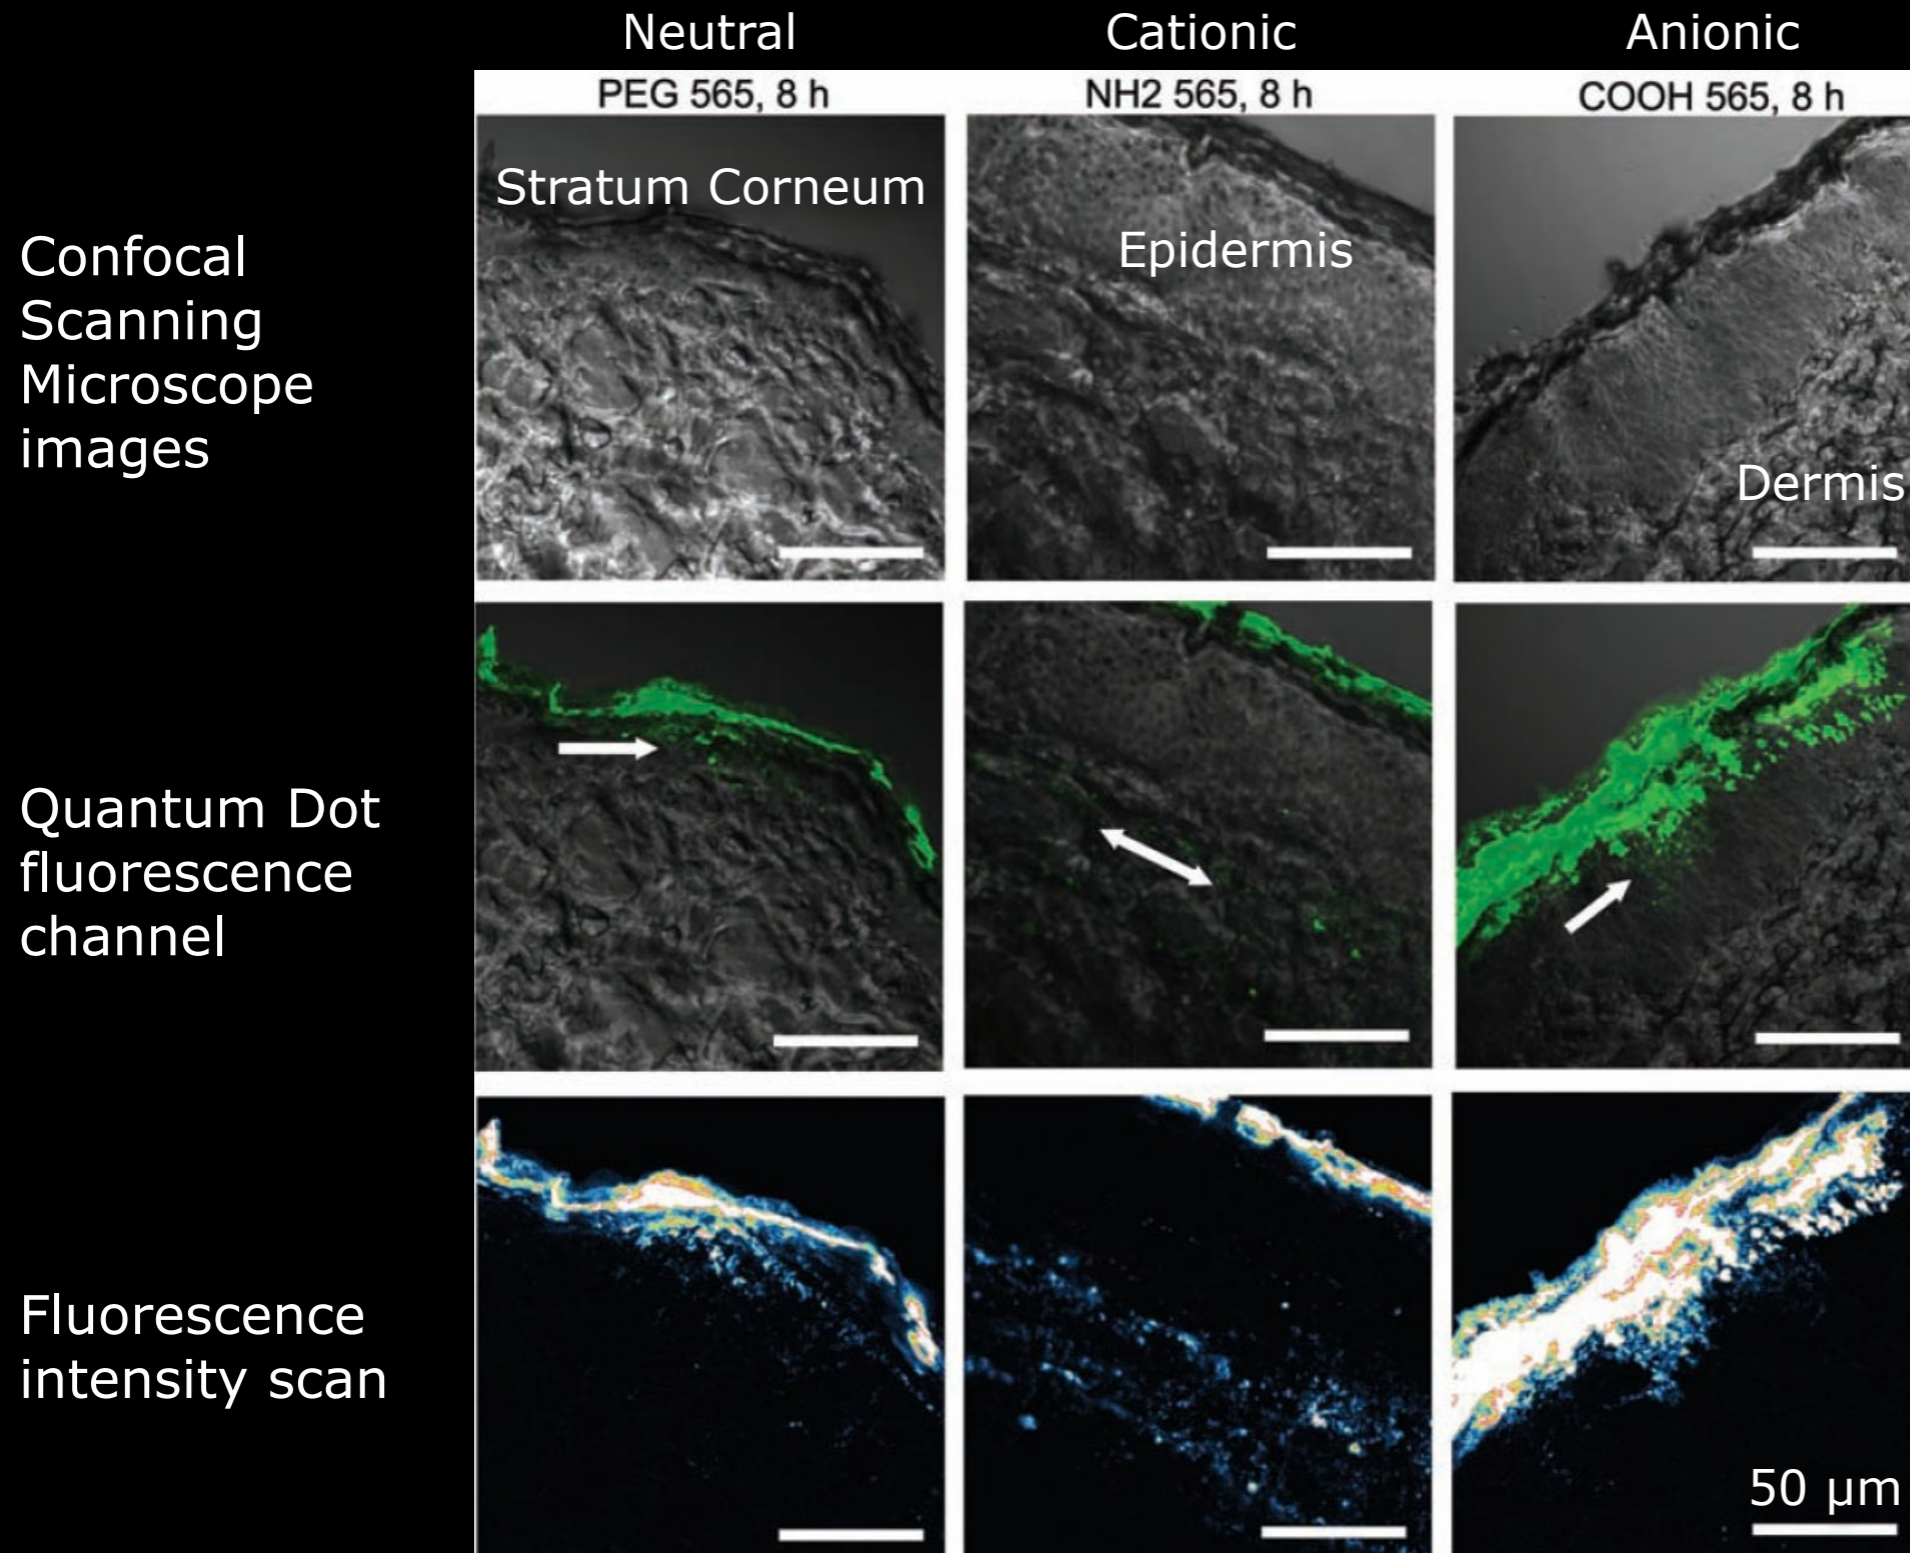 Neutral
Cationic
Anionic
PEG 565, 8 h
NH2 565, 8 h
COOH 565, 8 h
Stratum Corneum
Epidermis
Dermis
Confocal
Scanning
Microscope
images
Quantum Dot
fluorescence
channel
Fluorescence
intensity scan
50 µm